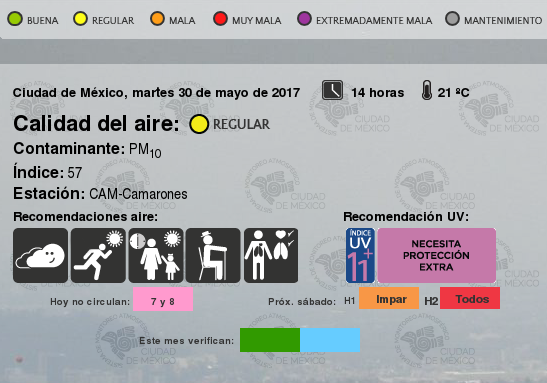 BUENA REGULAR MALA MUY MALA EXTREMADAMENTE MALA MANTENIMIENTO
Ciudad de México, martes 30 de mayo de 2017 14 horas 21 ºC
Calidad del aire: REGULAR
Contaminante: PM10
Índice: 57
Estación: CAM-Camarones
Recomendaciones aire: Recomendación UV:
ÍNDICE
UV
11+
NECESITA
PROTECCIÓN
EXTRA
Hoy no circulan: 7 y 8 Próx. sábado: H1 Impar H2 Todos
Este mes verifican:
CIUDAD
DE MÉXICO